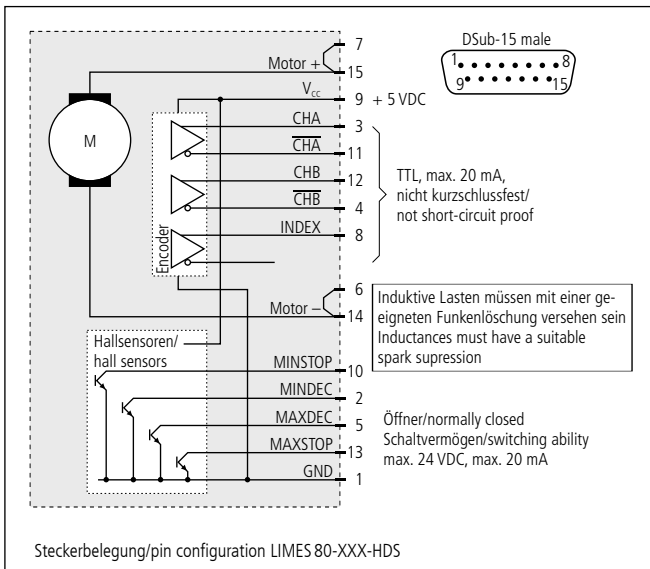 7
Motor +
15
DSub-15 male
1 8
9 15
Vcc
9 + 5 VDC
CHA
3
CHA
11
CHB
12
CHB
4
INDEX
8
M
Encoder
TTL, max. 20 mA,
nicht kurzschlussfest/
not short-circuit proof
6
Motor –
14
Induktive Lasten müssen mit einer ge-
eigneten Funkenlöschung versehen sein
Inductances must have a suitable
spark supression
Hallsensoren/
hall sensors
MINSTOP
10
MINDEC
2
MAXDEC
5
MAXSTOP
13
GND
1
Öffner/normally closed
Schaltvermögen/switching ability
max. 24 VDC, max. 20 mA
Steckerbelegung/pin configuration LIMES 80-XXX-HDS